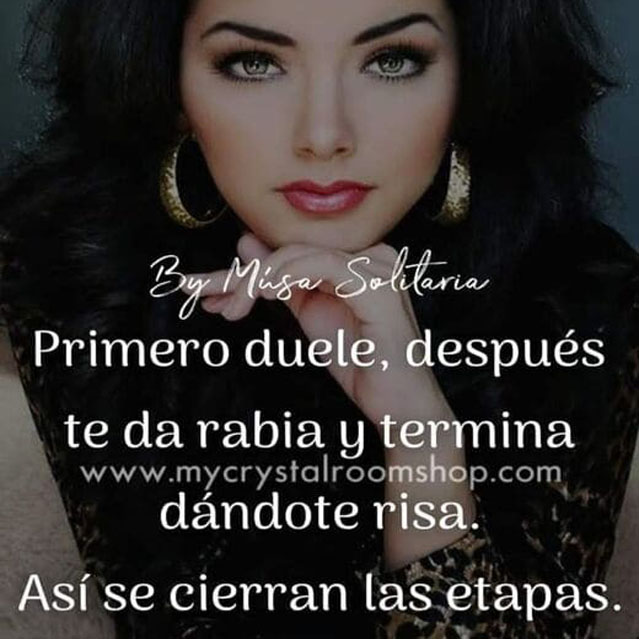 By Músa Solitaria
Primero duele, después
te da rabia y termina
www.mycrystalroomshop.com
dándote risa.
Así se cierran las etapas.